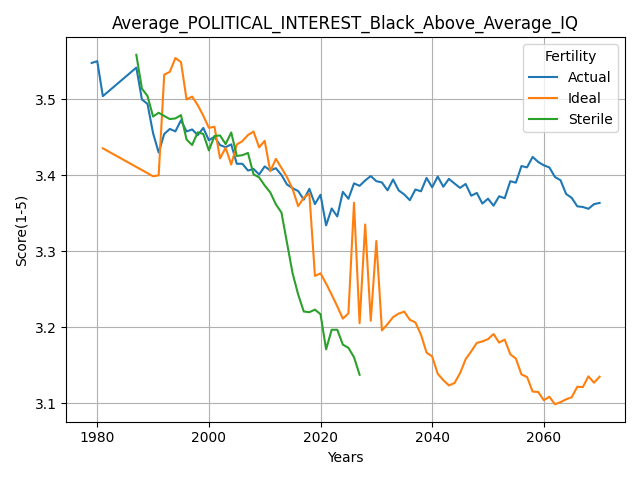 Average_POLITICAL_INTEREST_Black_Above_Average_IQ
Fertility
Actual
Ideal
Sterile
Score(1-5)
3.5
3.4
3.3
3.2
3.1
1980
2000
2020
2040
2060
Years